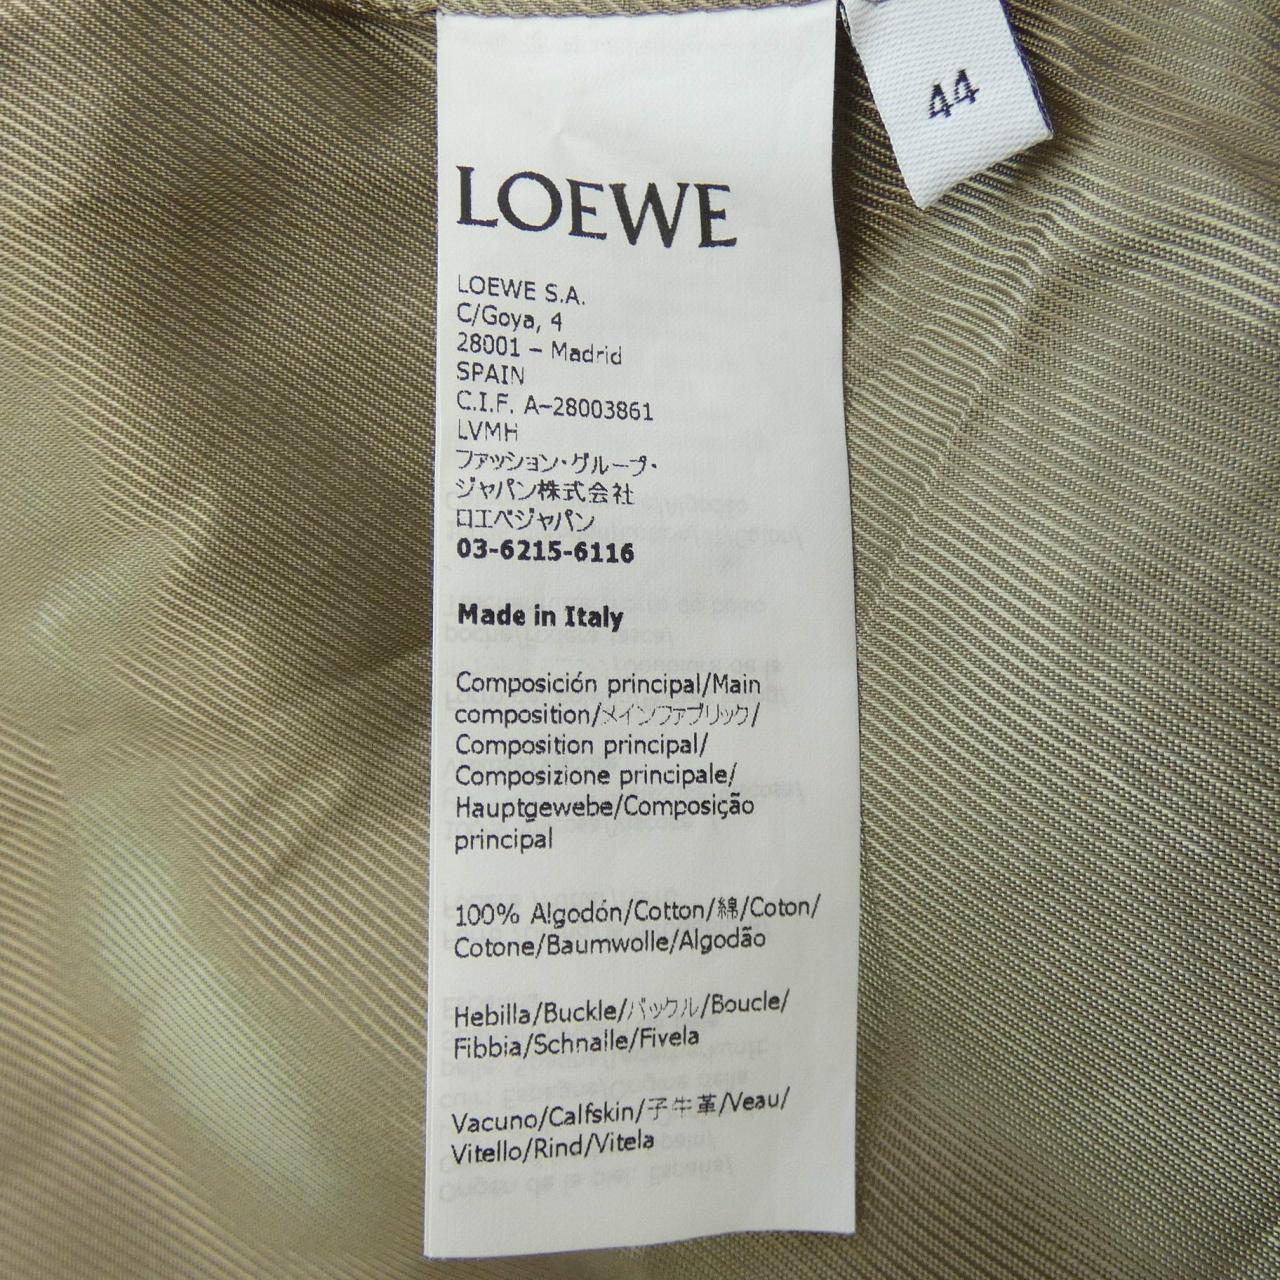 44
LOEWE
LOEWE S.A.
C/Goya, 4
28001 – Madrid
SPAIN
C.I.F. A-28003861
LVMH
ファッション・グループ・
ジャパン株式会社
ロエベジャパン
03-6215-6116
Made in Italy
Composición principal/Main
composition/メインファブリック/
Composition principal/
Composizione principale/
Hauptgewebe/Composição
principal
100% Algodón/Cotton/綿/Coton/
Cotone/Baumwolle/Algodão
Hebilla/Buckle/バックル/Boucle/
Fibbia/Schnalle/Fivela
Vacuno/Calfskin/子牛革/Veau/
Vitello/Rind/Vitela